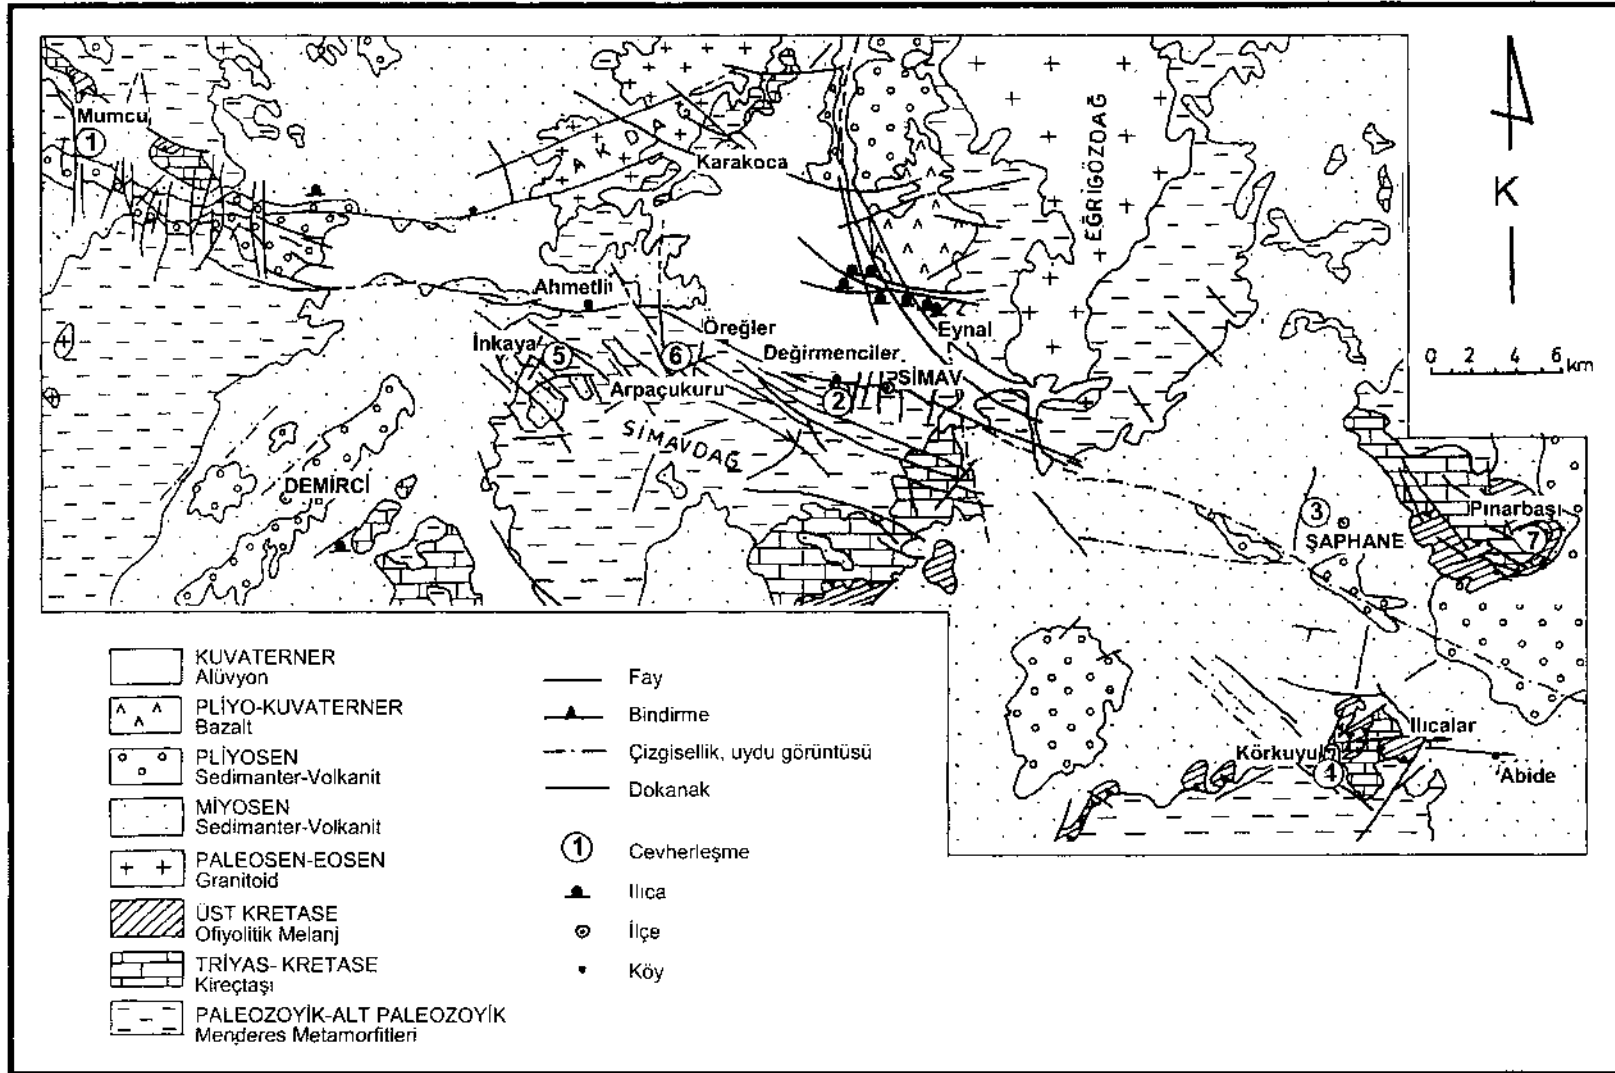 Mumcu
1
AKDAĞ
Karakoca
EĞRİGÖZDAĞ
K
Ahmetli
Öreğler
Eynal
İnkaya
5
6
Değirmenciler
SİMAV
0 2 4 6 km
Arpaçukuru
2
SİMAVDAĞ
DEMİRCİ
3
ŞAPHANE
Pınarbaşı
7
Ilıcalar
Körkuyu
4
Abide
KUVATERNER
Alüvyon
PLİYO-KUVATERNER
Bazalt
PLİYOSEN
Sedimanter-Volkanit
MİYOSEN
Sedimanter-Volkanit
PALEOSEN-EOSEN
Granitoid
ÜST KRETASE
Ofiyolitik Melanj
TRİYAS-KRETASE
Kireçtaşı
PALEOZOYİK-ALT PALEOZOYİK
Menderes Metamorfitleri
Fay
Bindirme
Çizgisellik, uydu görüntüsü
Dokanak
1 Cevherleşme
Ilıca
İlçe
Köy